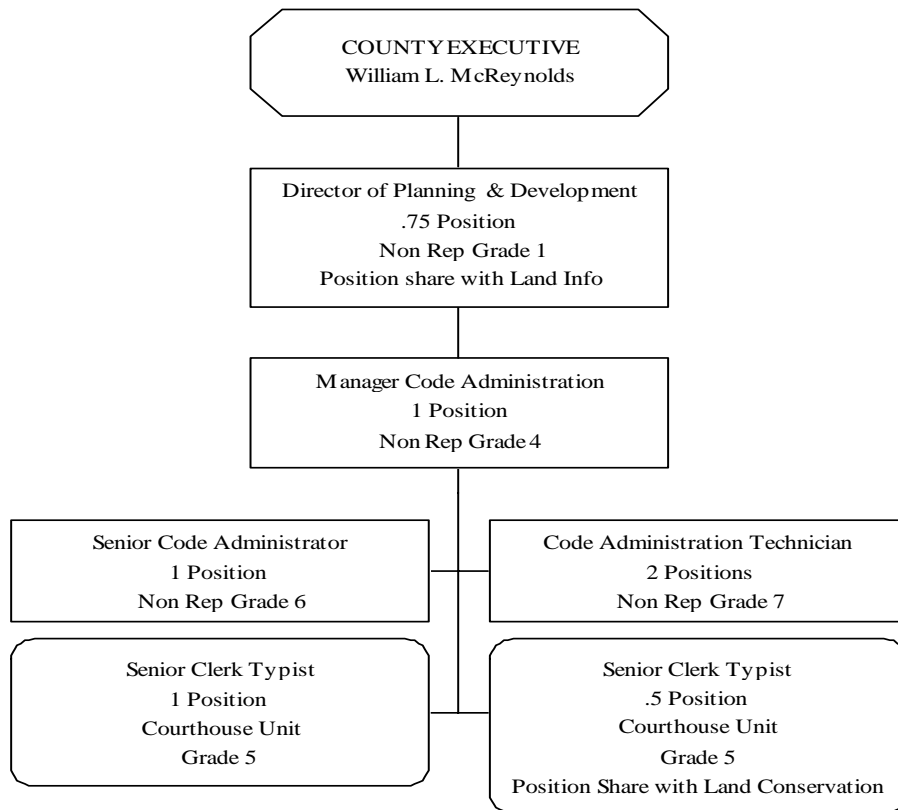 COUNTY EXECUTIVE
William L. McReynolds
Director of Planning & Development
.75 Position
Non Rep Grade 1
Position share with Land Info
Manager Code Administration
1 Position
Non Rep Grade 4
Senior Code Administrator
1 Position
Non Rep Grade 6
Code Administration Technician
2 Positions
Non Rep Grade 7
Senior Clerk Typist
1 Position
Courthouse Unit
Grade 5
Senior Clerk Typist
.5 Position
Courthouse Unit
Grade 5
Position Share with Land Conservation